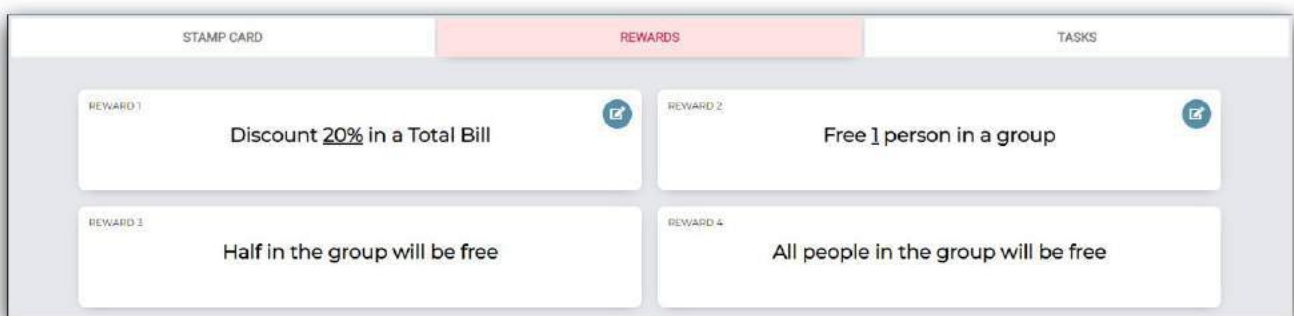 STAMP CARD
REWARDS
TASKS
REWARD 1
Discount 20% in a Total Bill
REWARD 2
Free 1 person in a group
REWARD 3
Half in the group will be free
REWARD 4
All people in the group will be free